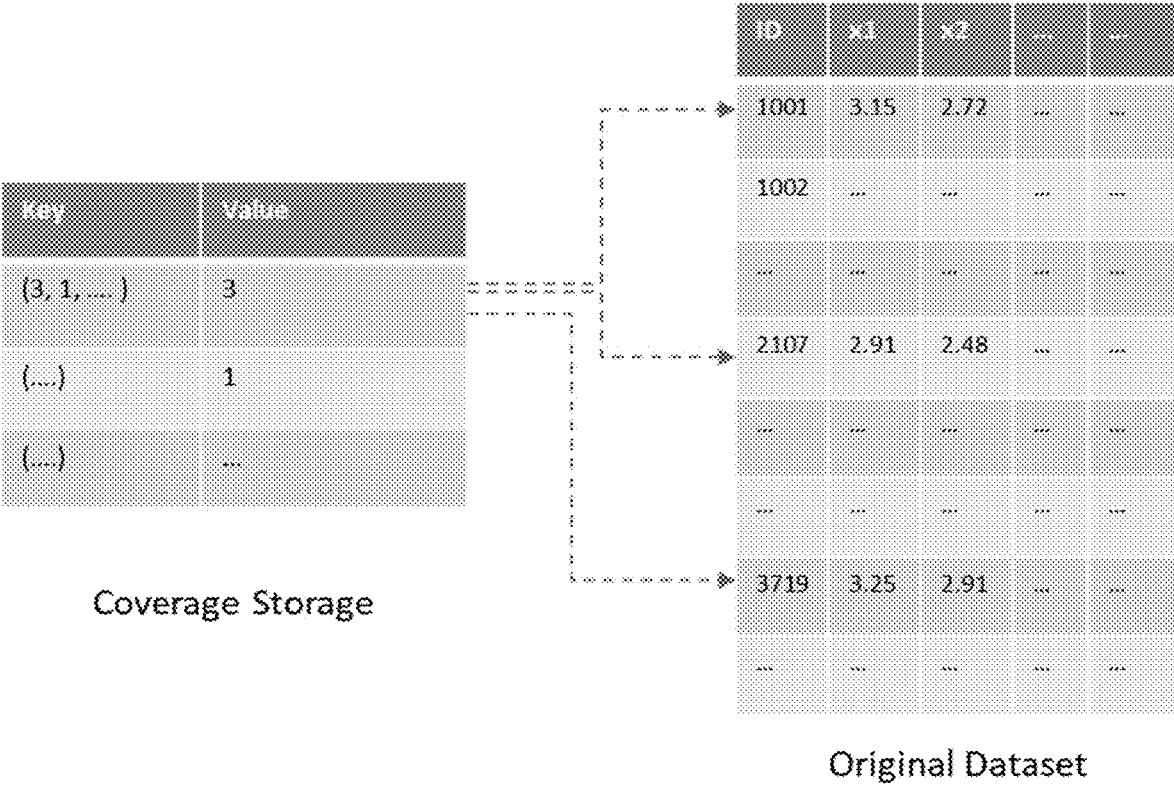 Key Value
(3, 1, .... ) 3
(....) 1
(....) ...
Coverage Storage
ID x1 x2 ... ...
1001 3.15 2.72 ... ...
1002 ... ... ... ...
... ... ... ... ...
2107 2.91 2.48 ... ...
... ... ... ... ...
... ... ... ... ...
3719 3.25 2.91 ... ...
... ... ... ... ...
Original Dataset